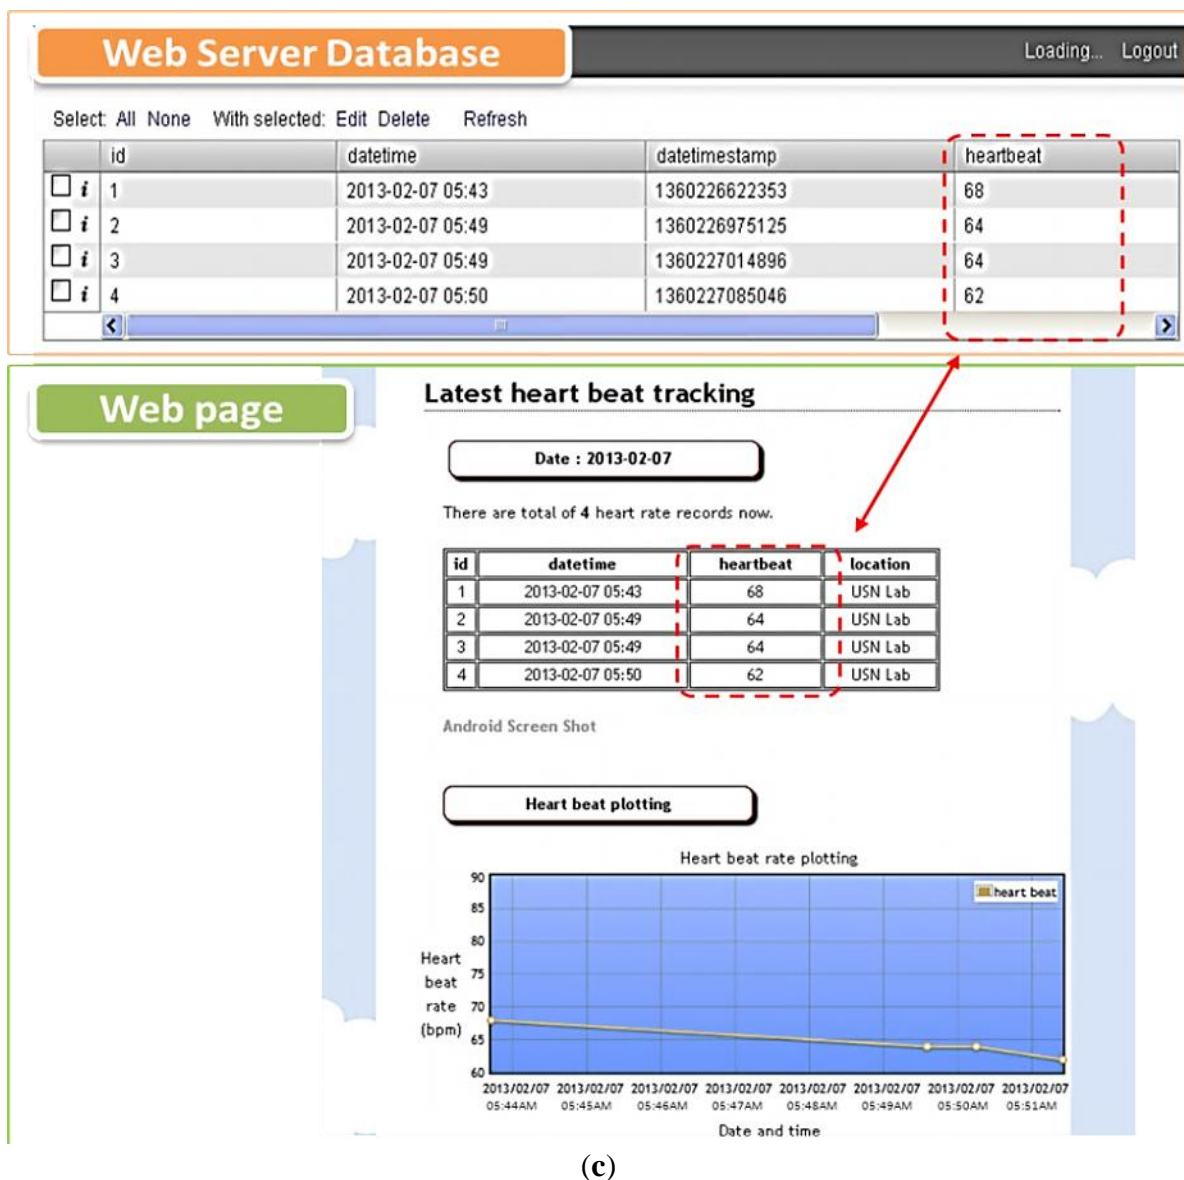 Web Server Database
Loading... Logout
Select: All None With selected: Edit Delete Refresh
id datetime datetimestamp heartbeat
i 1 2013-02-07 05:43 1360226622353 68
i 2 2013-02-07 05:49 1360226975125 64
i 3 2013-02-07 05:49 1360227014896 64
i 4 2013-02-07 05:50 1360227085046 62
Web page
Latest heart beat tracking
Date : 2013-02-07
There are total of 4 heart rate records now.
id datetime heartbeat location
1 2013-02-07 05:43 68 USN Lab
2 2013-02-07 05:49 64 USN Lab
3 2013-02-07 05:49 64 USN Lab
4 2013-02-07 05:50 62 USN Lab
Android Screen Shot
Heart beat plotting
Heart beat rate plotting
heart beat
90
85
80
75
70
65
60
Heart
beat
rate
(bpm)
2013/02/07 2013/02/07 2013/02/07 2013/02/07 2013/02/07 2013/02/07 2013/02/07 2013/02/07
05:44AM 05:45AM 05:46AM 05:47AM 05:48AM 05:49AM 05:50AM 05:51AM
Date and time
(c)